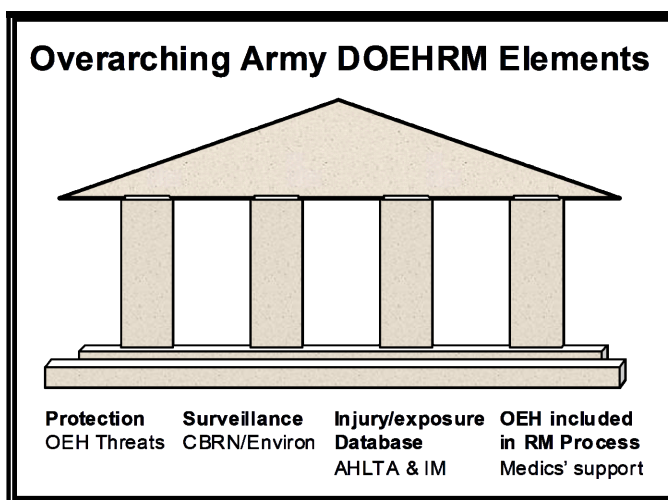 Overarching Army DOEHRM Elements
Protection
OEH Threats
Surveillance
CBRN/Environ
Injury/exposure
Database
AHLTA & IM
OEH included
in RM Process
Medics' support